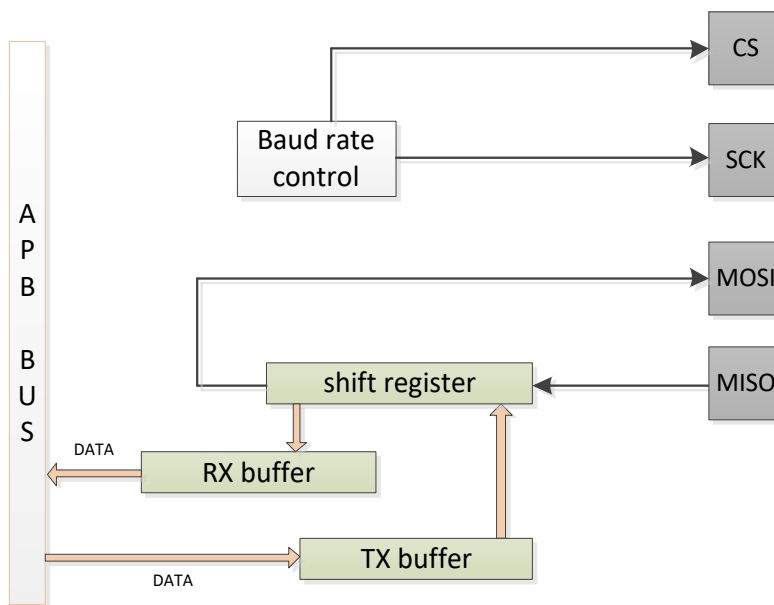 CS
Baud rate
control
SCK
A
P
B
B
U
S
MOSI
MISO
shift register
DATA
RX buffer
TX buffer
DATA